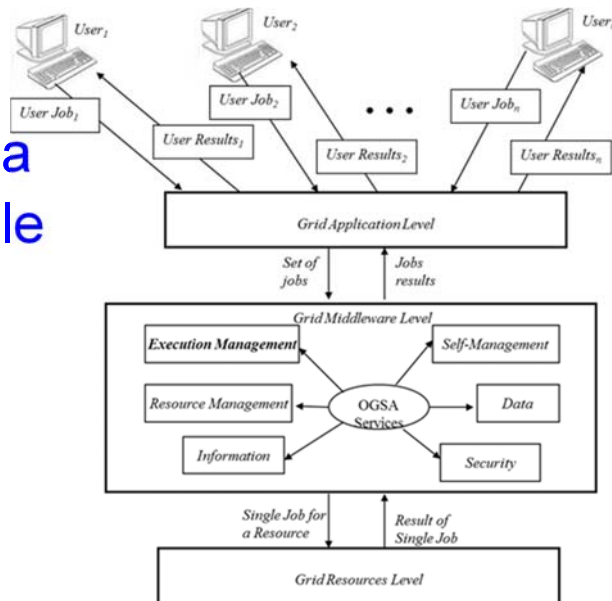 User1
User2
User
User Job1
User Results1
User Job2
User Results2
• • •
User Jobn
User Resultsn
a
le
Grid Application Level
Set of
jobs
Jobs
results
Grid Middleware Level
Execution Management
Self-Management
Resource Management
OGSA
Services
Data
Information
Security
Single Job for
a Resource
Result of
Single Job
Grid Resources Level